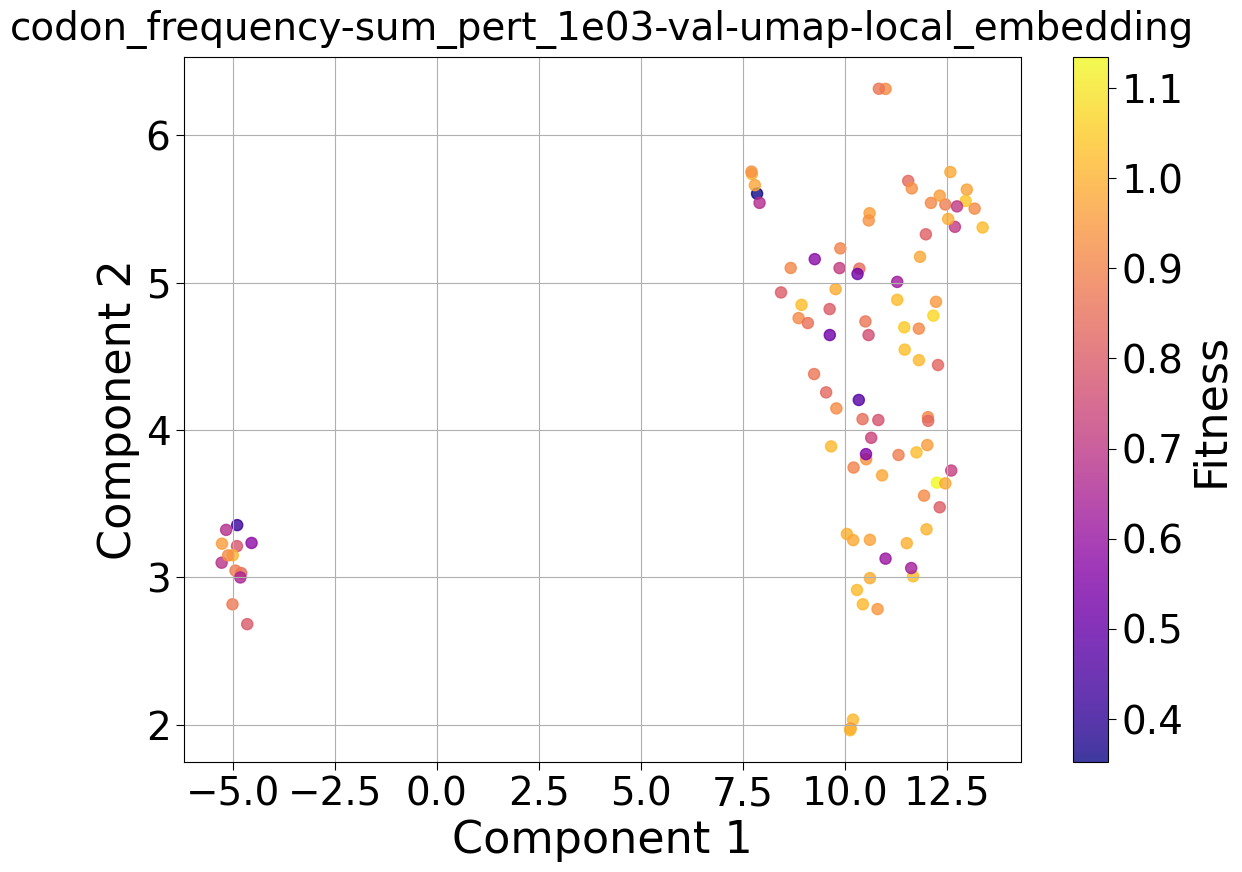 codon_frequency-sum_pert_1e03-val-umap-local_embedding
6
5
4
3
2
Component 2
−5.0 −2.5 0.0 2.5 5.0 7.5 10.0 12.5
Component 1
1.1
1.0
0.9
0.8
0.7
0.6
0.5
0.4
Fitness